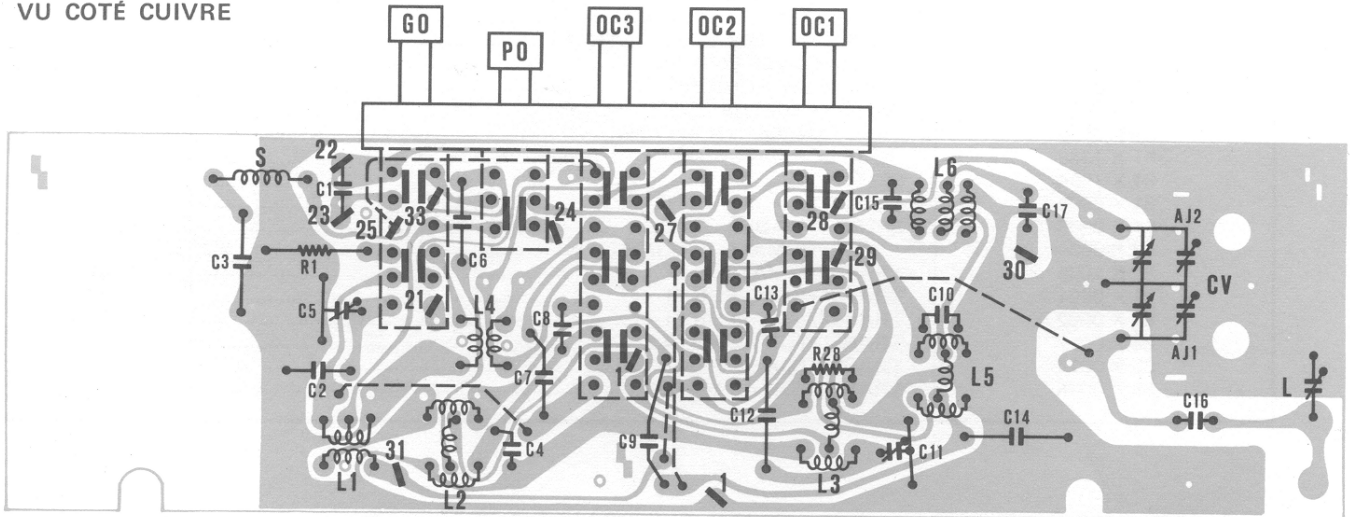 VU COTÉ CUIVRE
GO
PO
OC3
OC2
OC1
S
22
C1
23
25
33
24
27
28
C15
L6
C17
AJ2
C3
R1
C6
29
30
CV
C5
21
L4
C8
C13
C10
AJ1
C2
C7
1
R28
L5
L
C12
C16
C9
C14
C4
C11
31
L1
L2
1
L3